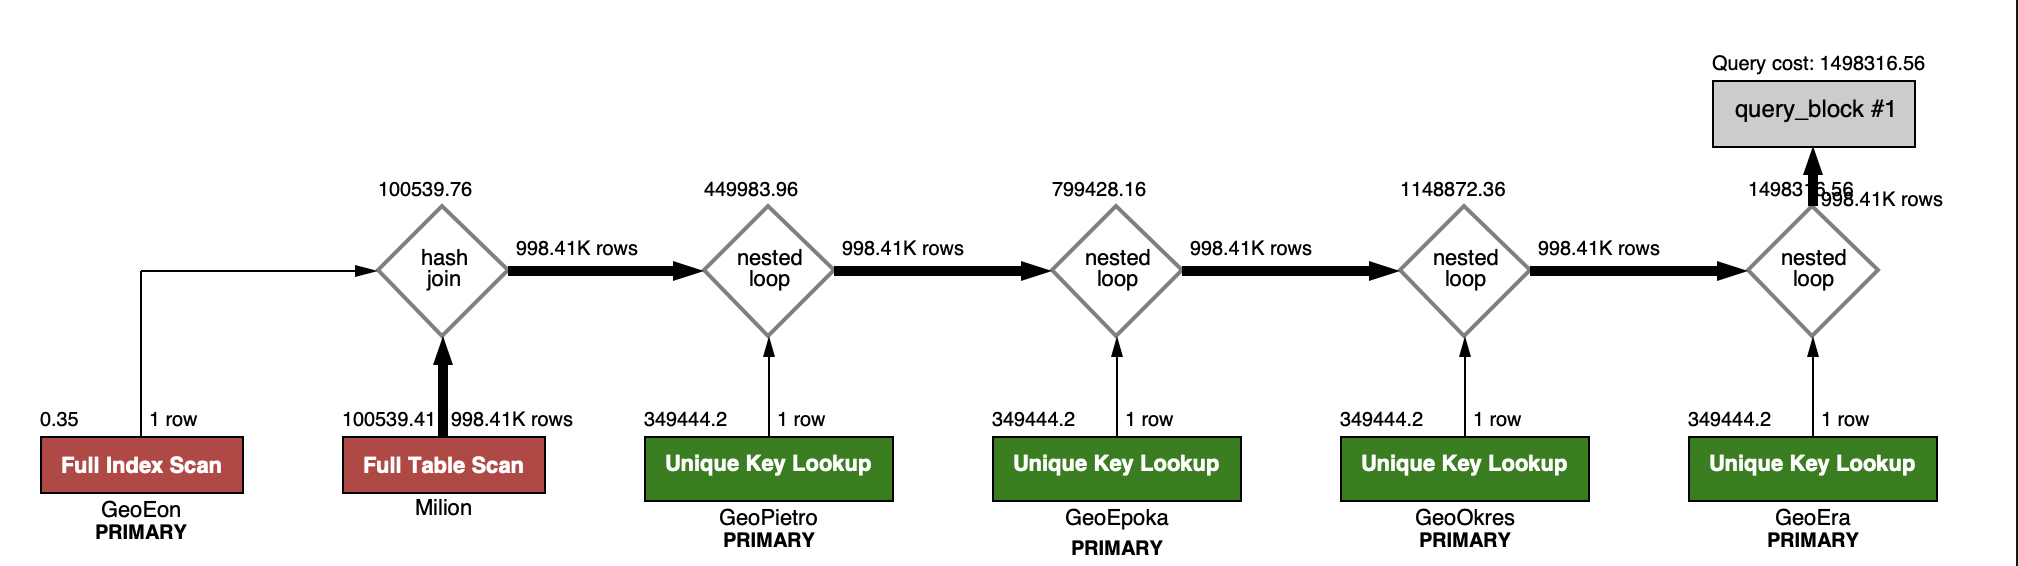 Query cost: 1498316.56
query_block #1
100539.76
449983.96
799428.16
1148872.36
1498316.56
998.41K rows
hash
join
998.41K rows
nested
loop
998.41K rows
nested
loop
998.41K rows
nested
loop
998.41K rows
nested
loop
0.35
1 row
100539.41
998.41K rows
349444.2
1 row
349444.2
1 row
349444.2
1 row
349444.2
1 row
Full Index Scan
Full Table Scan
Unique Key Lookup
Unique Key Lookup
Unique Key Lookup
Unique Key Lookup
GeoEon
PRIMARY
Milion
GeoPietro
PRIMARY
GeoEpoka
PRIMARY
GeoOkres
PRIMARY
GeoEra
PRIMARY